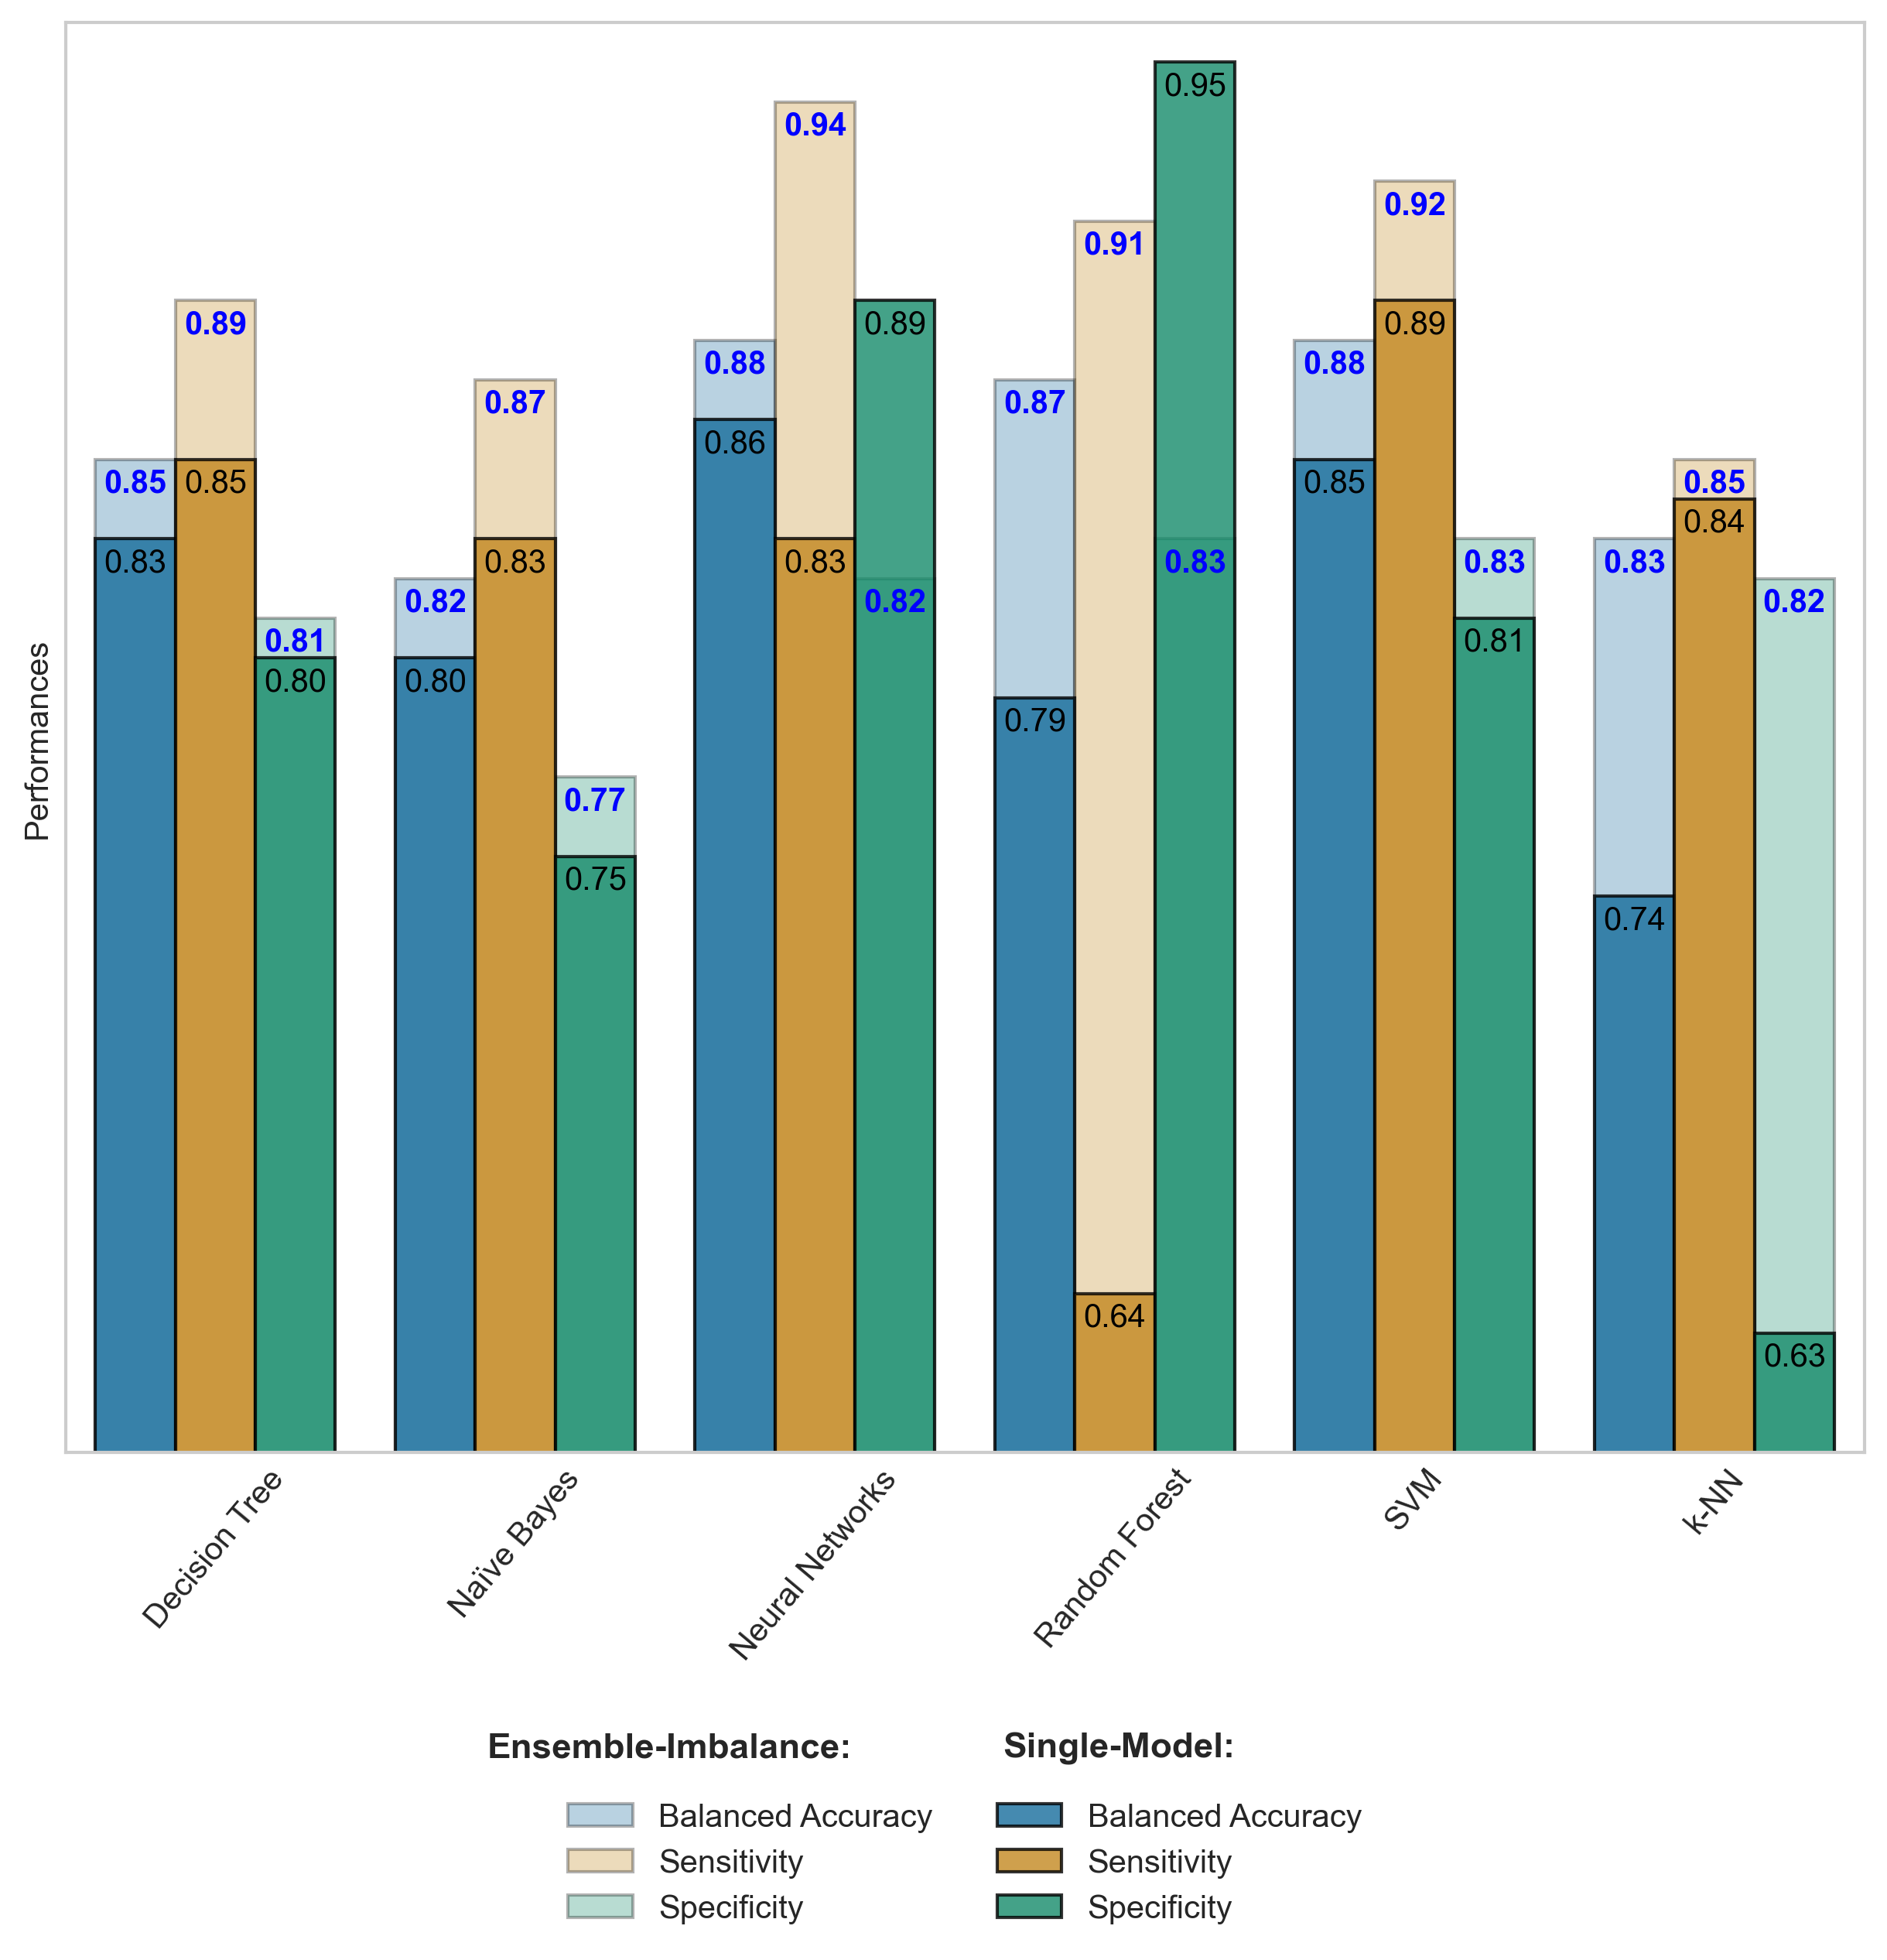 Performances
0.85
0.83
0.89
0.85
0.81
0.80
0.82
0.80
0.87
0.83
0.77
0.75
0.88
0.86
0.94
0.83
0.89
0.82
0.87
0.79
0.91
0.64
0.95
0.83
0.88
0.85
0.92
0.89
0.83
0.81
0.83
0.74
0.85
0.84
0.82
0.63
Decision Tree
Naïve Bayes
Neural Networks
Random Forest
SVM
k-NN
Ensemble-Imbalance:
Balanced Accuracy
Sensitivity
Specificity
Single-Model:
Balanced Accuracy
Sensitivity
Specificity